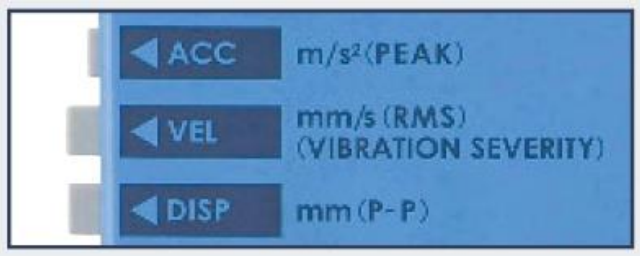 ◀ ACC m/s² (PEAK)
◀ VEL mm/s (RMS)
(VIBRATION SEVERITY)
◀ DISP mm (P-P)